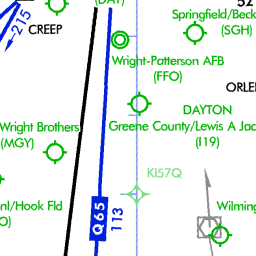 (DAY)
52
Springfield/Beck
(SGH)
CREEP
215
Wright-Patterson AFB
(FFO)
ORLE
DAYTON
Greene County/Lewis A Jac
(I19)
Wright Brothers
(MGY)
KI57Q
nl/Hook Fld
O)
Q65
113
Wilming